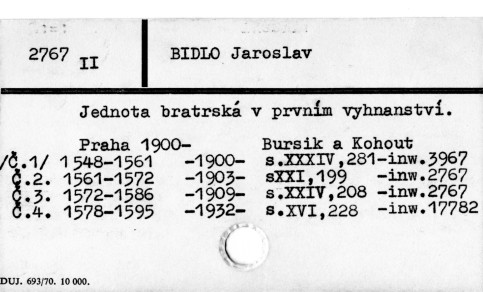 2767 II
BIDLO Jaroslav
Jednota bratrská v prvním vyhnanství.
Praha 1900- Bursik a Kohout
/Č.1/ 1548-1561 -1900- s.XXXIV,281-inw.3967
Č.2. 1561-1572 -1903- sXXI,199 -inw.2767
Č.3. 1572-1586 -1909- s.XXIV,208 -inw.2767
Č.4. 1578-1595 -1932- s.XVI,228 -inw.17782
DUJ. 693/70. 10 000.